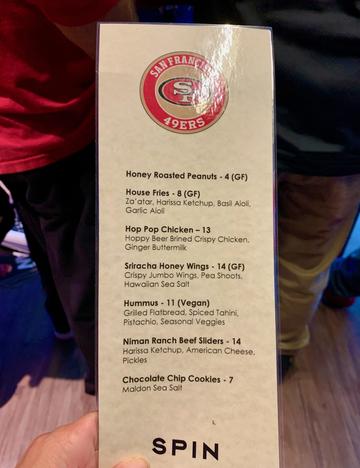 SAN FRANCISCO
SF
49ERS
Honey Roasted Peanuts - 4 (GF)
House Fries - 8 (GF)
Za'atar, Harissa Ketchup, Basil Aioli,
Garlic Aioli
Hop Pop Chicken – 13
Hoppy Beer Brined Crispy Chicken,
Ginger Buttermilk
Sriracha Honey Wings - 14 (GF)
Crispy Jumbo Wings, Pea Shoots,
Hawaiian Sea Salt
Hummus - 11 (Vegan)
Grilled Flatbread, Spiced Tahini,
Pistachio, Seasonal Veggies
Niman Ranch Beef Sliders - 14
Harissa Ketchup, American Cheese,
Pickles
Chocolate Chip Cookies - 7
Maldon Sea Salt
SPIN